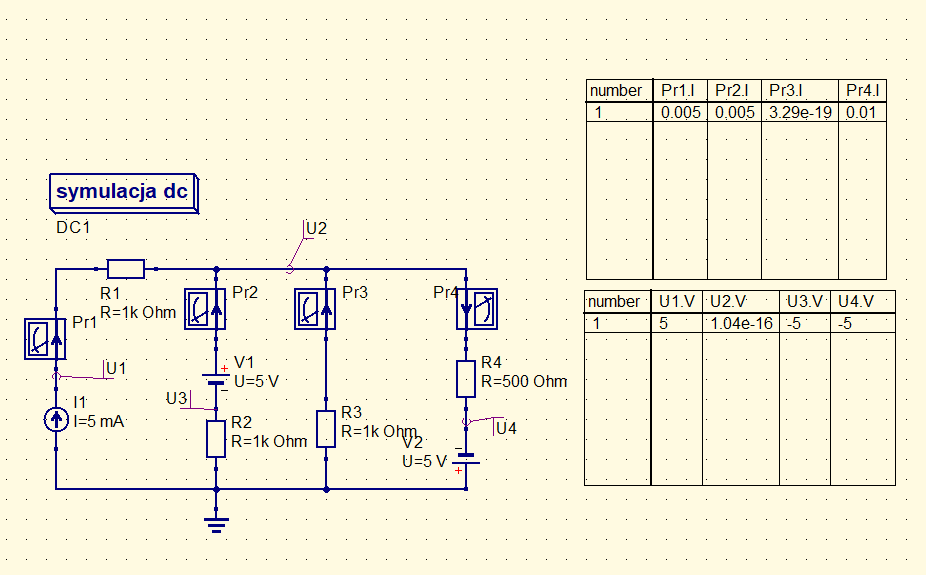 number Pr1.I Pr2.I Pr3.I Pr4.I
1 0.005 0.005 3.29e-19 0.01
symulacja dc
DC1
U2
R1
R=1k Ohm
Pr1
Pr2
Pr3
Pr4
U1
I1
I=5 mA
V1
U=5 V
U3
R2
R=1k Ohm
R3
R=1k Ohm
R4
R=500 Ohm
U4
V2
U=5 V
+
-
-
+
number U1.V U2.V U3.V U4.V
1 5 1.04e-16 -5 -5